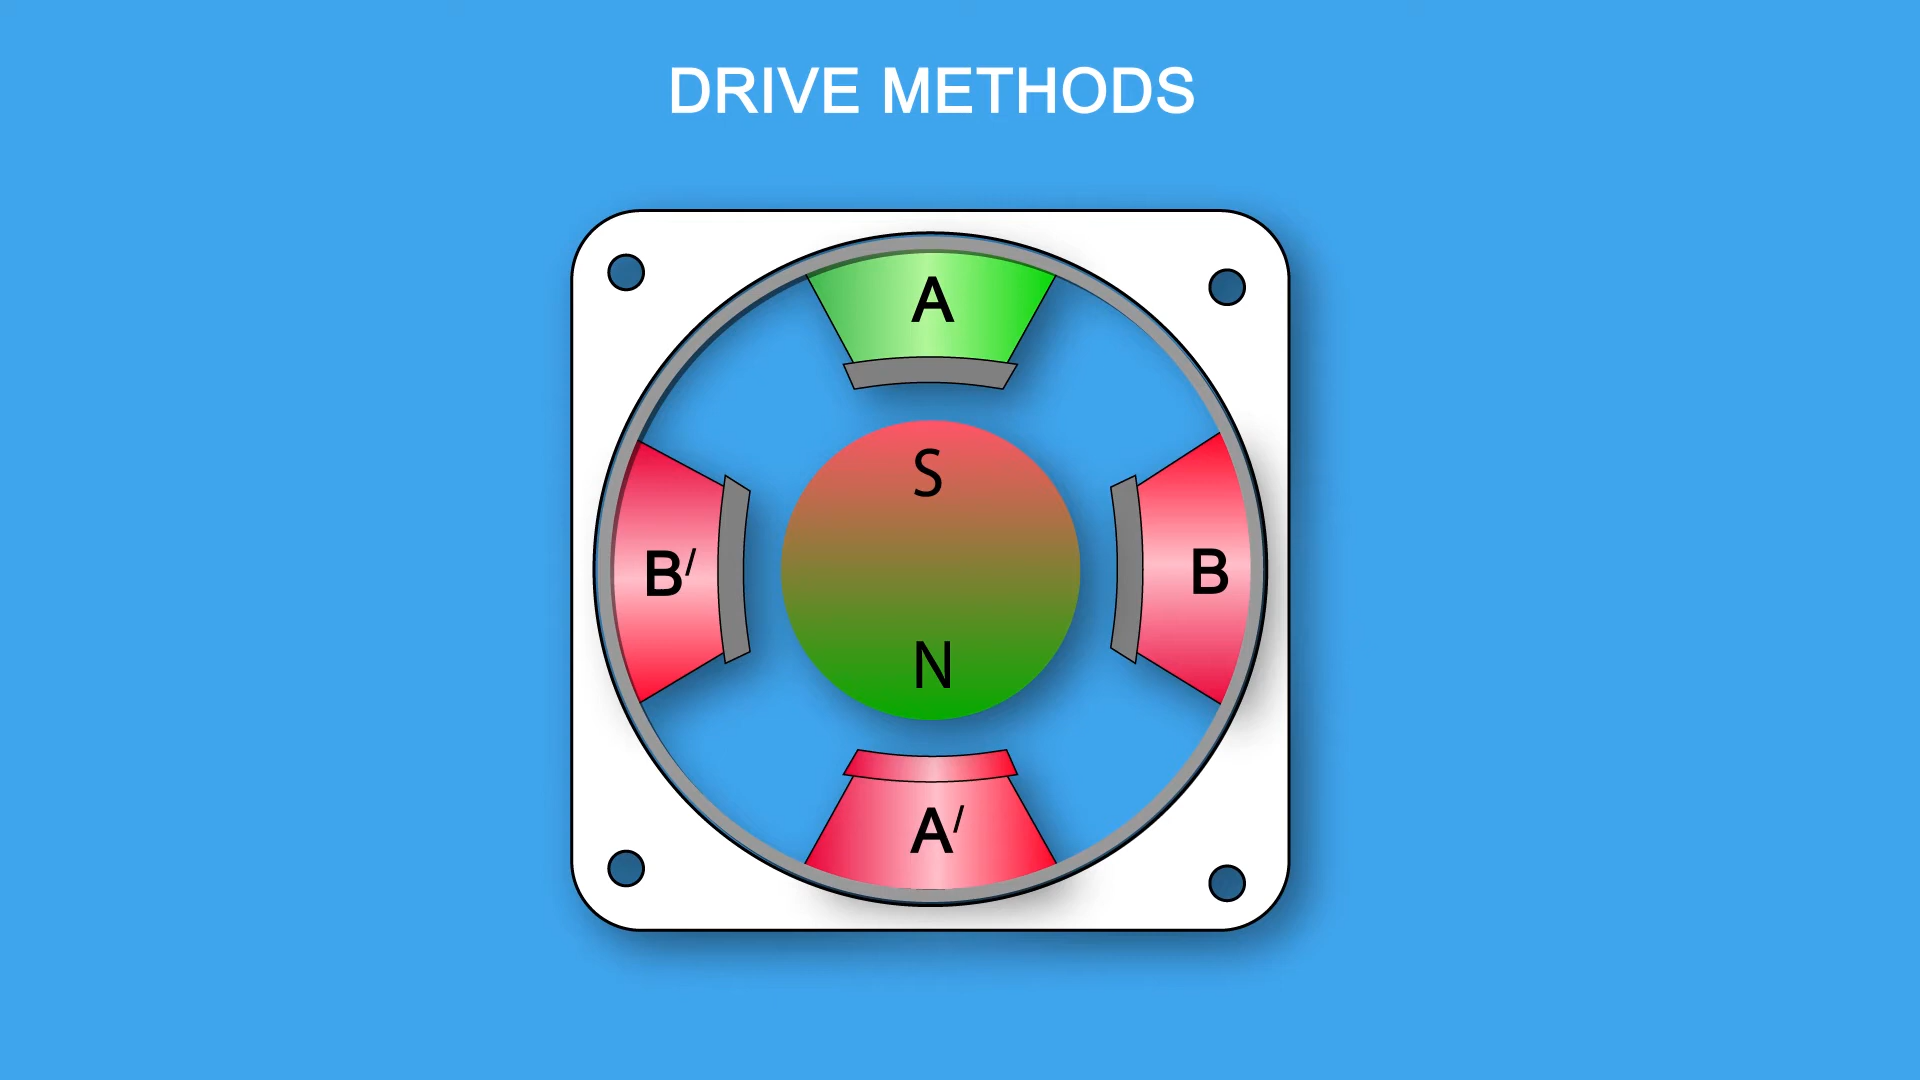 DRIVE METHODS
A
S
B/ B
N
A/